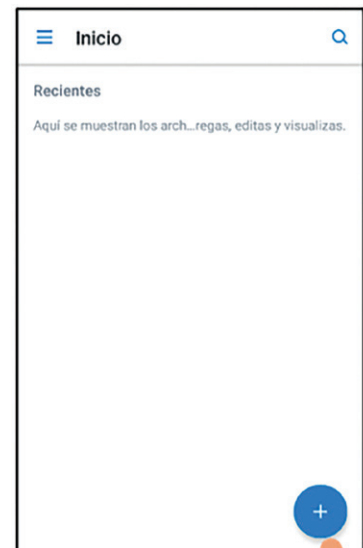 Inicio
Recientes
Aquí se muestran los arch...regas, editas y visualizas.
+